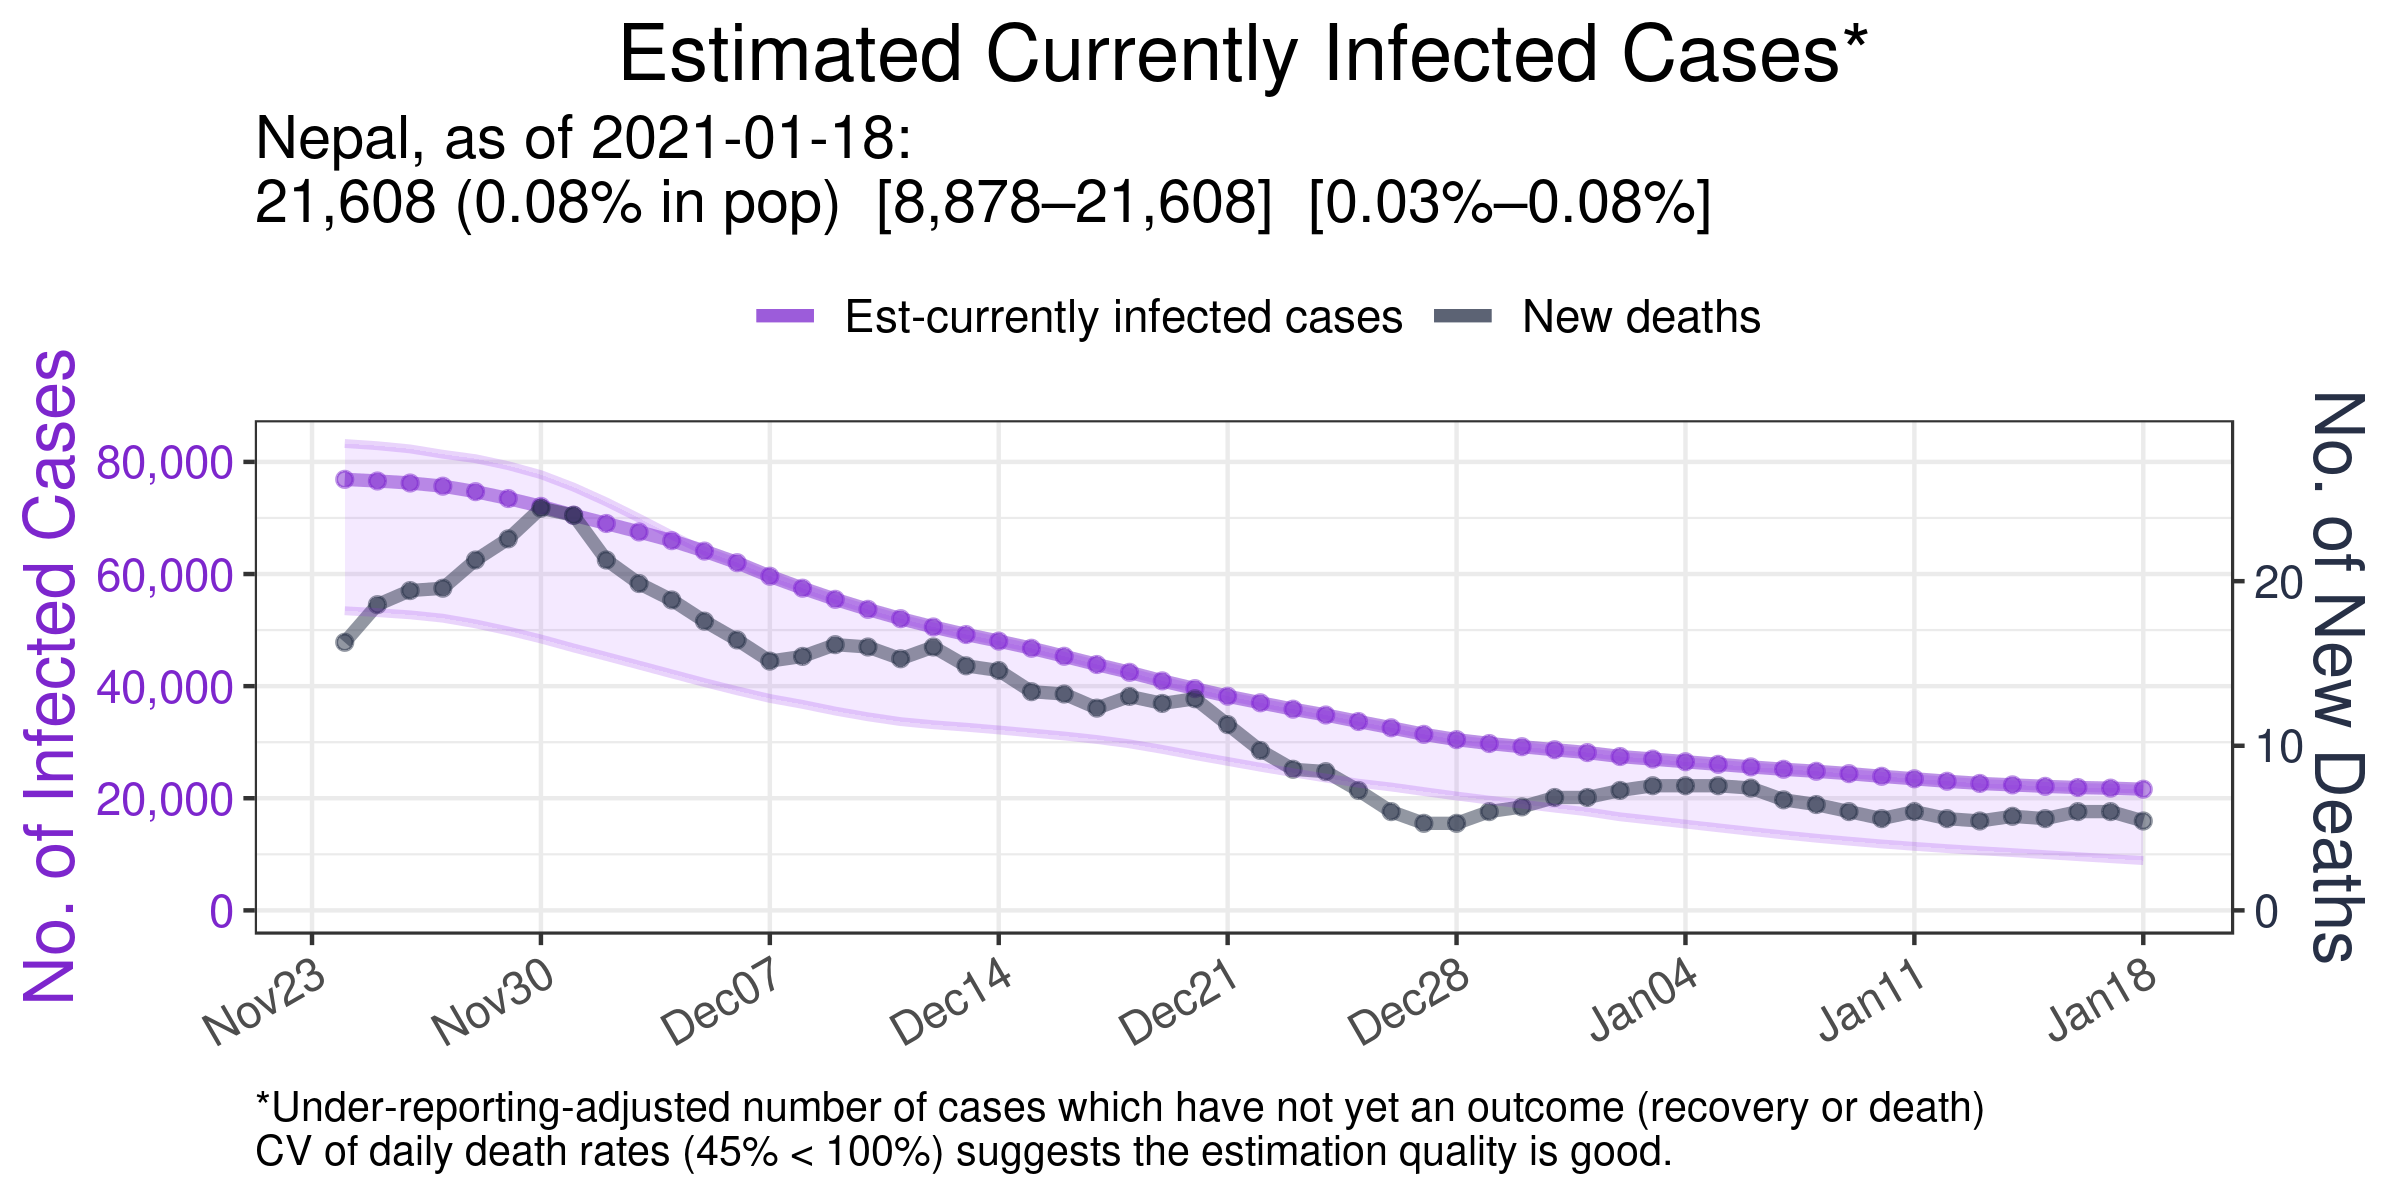 Estimated Currently Infected Cases*
Nepal, as of 2021-01-18:
21,608 (0.08% in pop) [8,878–21,608] [0.03%–0.08%]
Est-currently infected cases
New deaths
No. of Infected Cases
80,000
60,000
40,000
20,000
0
20
10
0
No. of New Deaths
Nov23
Nov30
Dec07
Dec14
Dec21
Dec28
Jan04
Jan11
Jan18
*Under-reporting-adjusted number of cases which have not yet an outcome (recovery or death)
CV of daily death rates (45% < 100%) suggests the estimation quality is good.